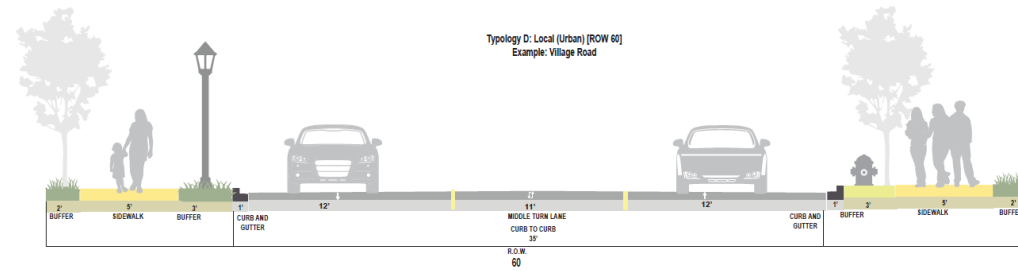 Typology D: Local (Urban) [ROW 60]
Example: Village Road
2' 5' 3' 1' 12' 11' 12' 1' 3' 5' 2'
BUFFER SIDEWALK BUFFER CURB AND GUTTER MIDDLE TURN LANE CURB AND GUTTER BUFFER SIDEWALK BUFFE
CURB TO CURB
35'
R.O.W.
60